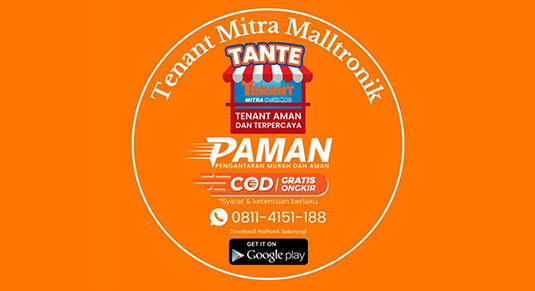 Tenant Mitra Malltronik
TANTE
TENANT
MITRA
TENANT AMAN
DAN TERPERCAYA
PAMAN
PENGANTARAN MURAH DAN AMAN
COD GRATIS
ONGKIR
*Syarat & ketentuan berlaku
0811-4151-188
Download Malltronik Sekarang!
GET IT ON
Google play